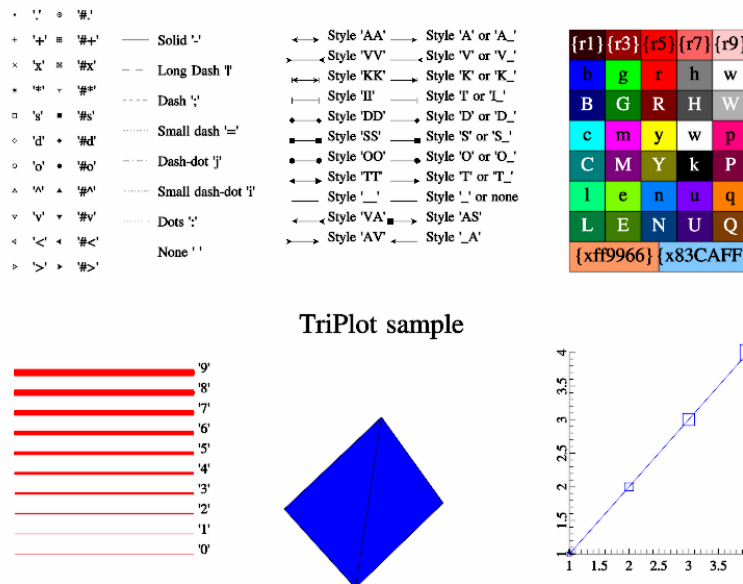 '.' '#.'
'+' '#+'
'x' '#x'
'*' '#*'
's' '#s'
'd' '#d'
'o' '#o'
'^' '#^'
'v' '#v'
'<' '#<'
'>' '#>'
Solid '-'
Long Dash '|'
Dash ';'
Small dash '='
Dash-dot 'j'
Small dash-dot 'i'
Dots ':'
None ' '
Style 'AA' Style 'A' or 'A_'
Style 'VV' Style 'V' or 'V_'
Style 'KK' Style 'K' or 'K_'
Style 'II' Style 'I' or 'I_'
Style 'DD' Style 'D' or 'D_'
Style 'SS' Style 'S' or 'S_'
Style 'OO' Style 'O' or 'O_'
Style 'TT' Style 'T' or 'T_'
Style '__' Style '_' or none
Style 'VA' Style 'AS'
Style 'AV' Style '_A'
{r1} {r3} {r5} {r7} {r9}
b g r h w
B G R H W
c m y w p
C M Y k P
l e n u q
L E N U Q
{xff9966} {x83CAFF
TriPlot sample
'9'
'8'
'7'
'6'
'5'
'4'
'3'
'2'
'1'
'0'
4
3.5
3
2.5
2
1.5
1
1 1.5 2 2.5 3 3.5